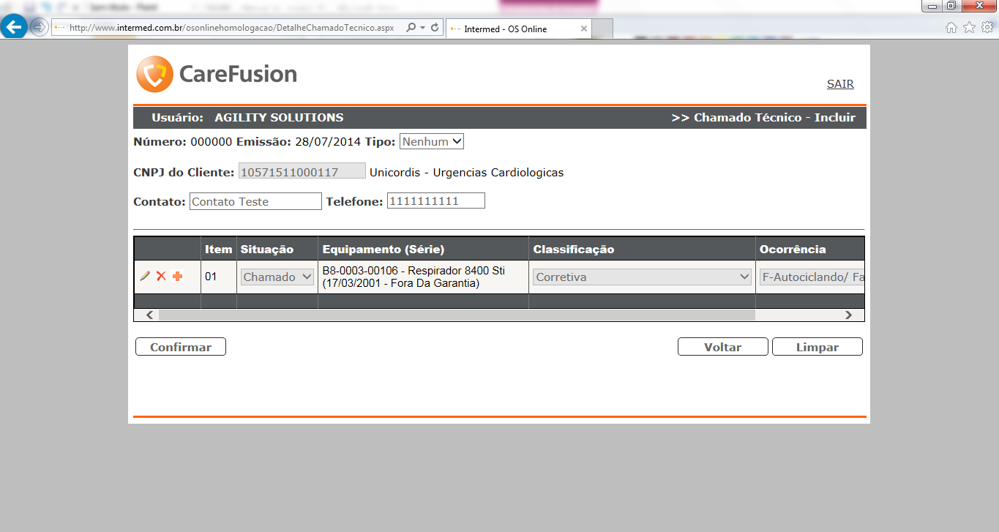 http://www.intermed.com.br/osonlinehomologacao/DetalheChamadoTecnico.aspx
Intermed - OS Online
CareFusion
SAIR
Usuário: AGILITY SOLUTIONS >> Chamado Técnico - Incluir
Número: 000000 Emissão: 28/07/2014 Tipo: Nenhum
CNPJ do Cliente: 10571511000117 Unicordis - Urgencias Cardiologicas
Contato: Contato Teste Telefone: 1111111111
Item Situação Equipamento (Série) Classificação Ocorrência
01 Chamado B8-0003-00106 - Respirador 8400 Sti (17/03/2001 - Fora Da Garantia) Corretiva F-Autociclando/ Fa
Confirmar Voltar Limpar